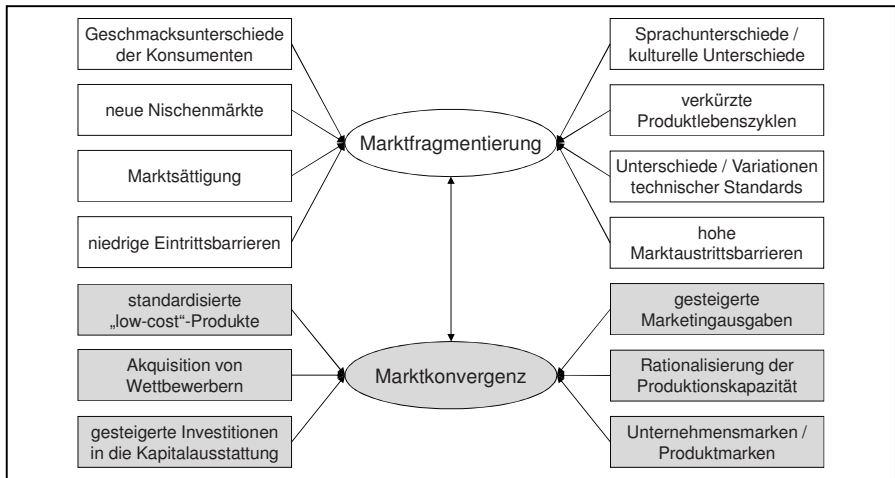 Geschmacksunterschiede
der Konsumenten
neue Nischenmärkte
Marktsättigung
niedrige Eintrittsbarrieren
Marktfragmentierung
Sprachunterschiede /
kulturelle Unterschiede
verkürzte
Produktlebenszyklen
Unterschiede / Variationen
technischer Standards
hohe
Marktaustrittsbarrieren
standardisierte
„low-cost“-Produkte
Akquisition von
Wettbewerbern
gesteigerte Investitionen
in die Kapitalausstattung
Marktkonvergenz
gesteigerte
Marketingausgaben
Rationalisierung der
Produktionskapazität
Unternehmensmarken /
Produktmarken